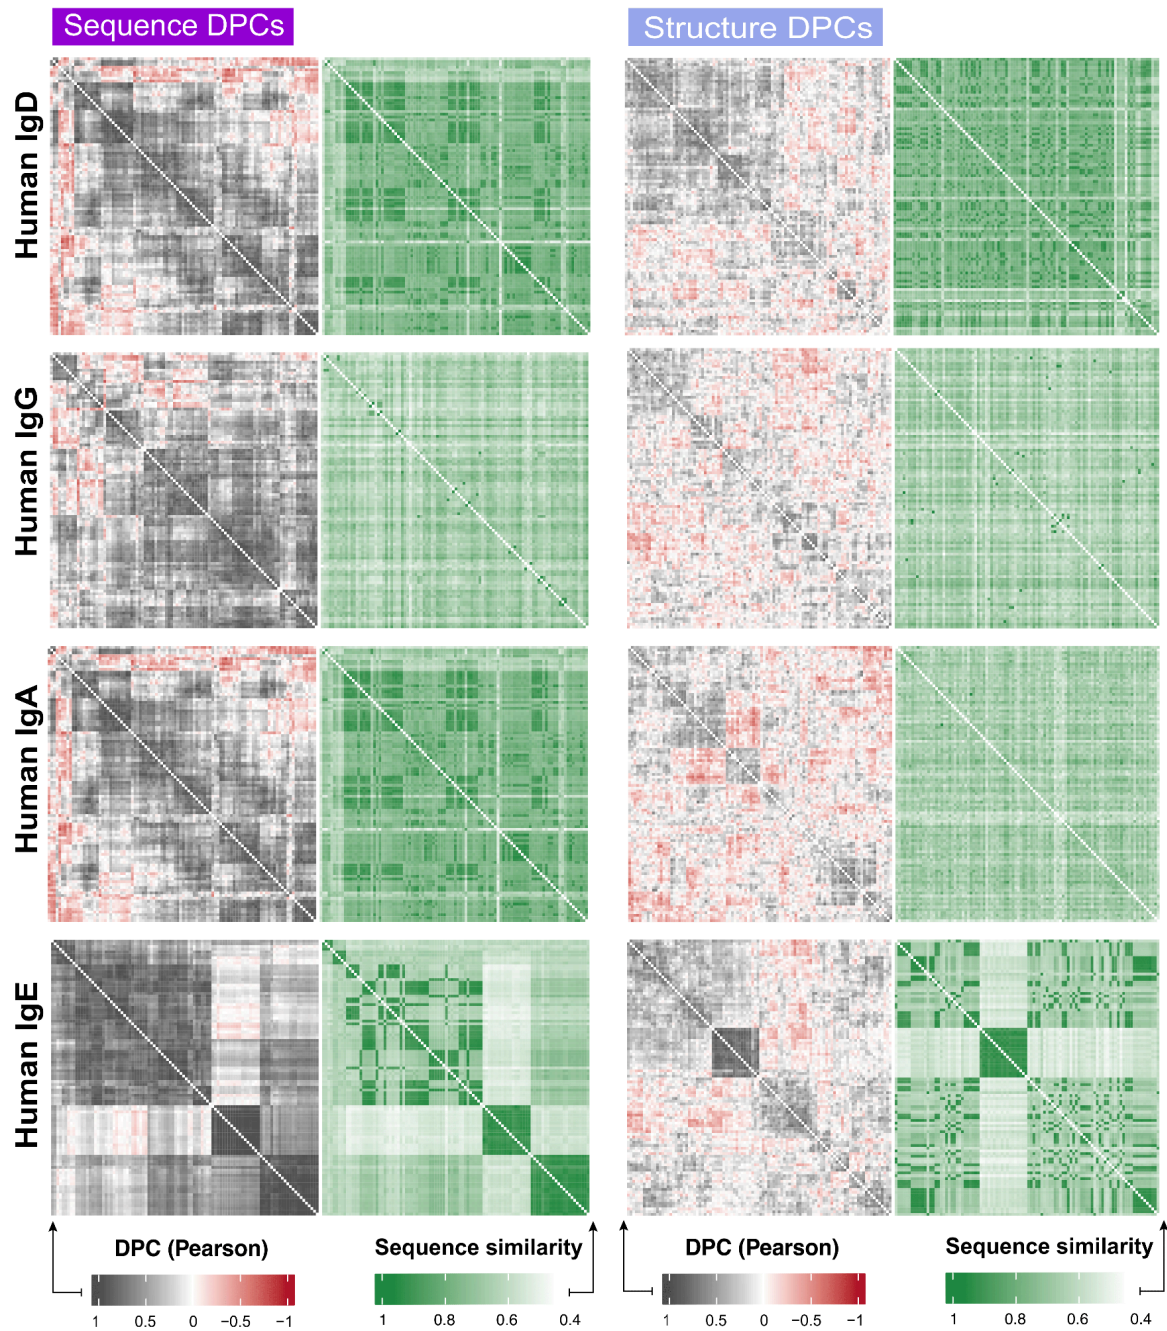 Sequence DPCs
Structure DPCs
Human IgD
Human IgG
Human IgA
Human IgE
DPC (Pearson)
Sequence similarity
DPC (Pearson)
Sequence similarity
1 0.5 0 −0.5 −1
1 0.8 0.6 0.4
1 0.5 0 −0.5 −1
1 0.8 0.6 0.4